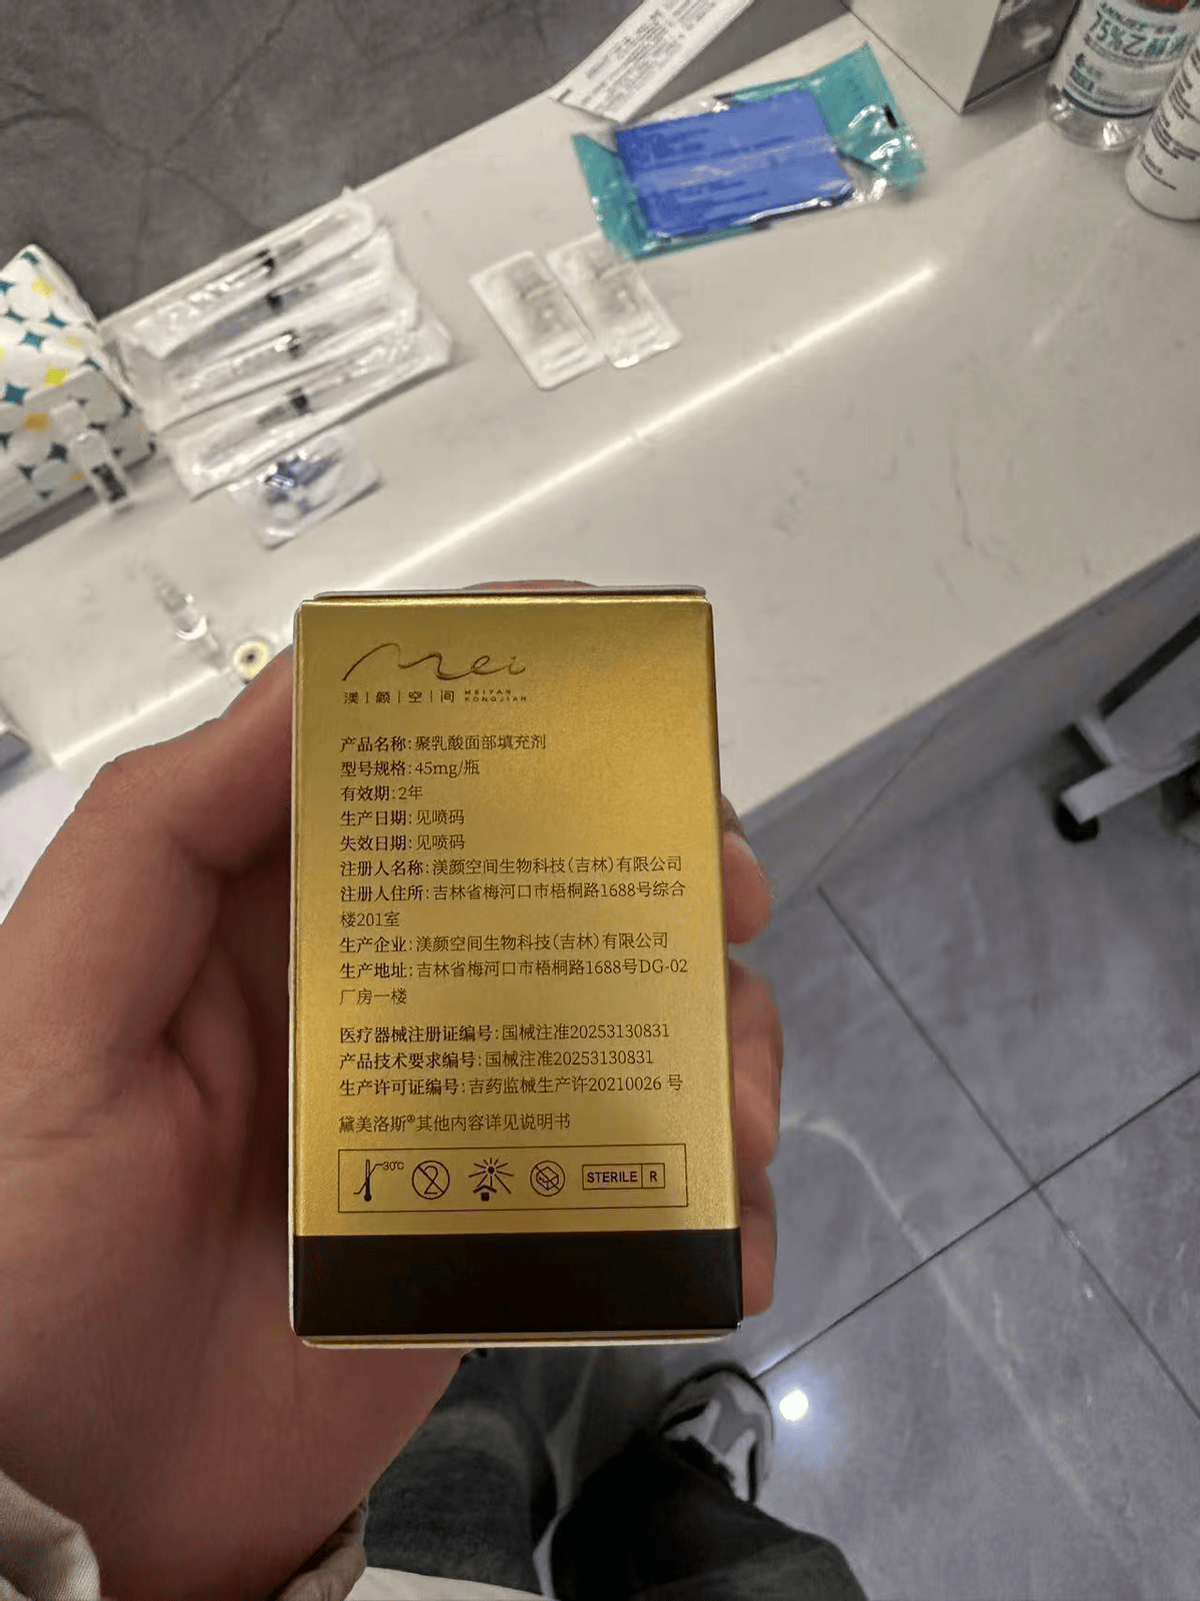 75%乙醇
Mei
渼|颜|空|间 MEIYAN KONGJIAN
产品名称:聚乳酸面部填充剂
型号规格:45mg/瓶
有效期:2年
生产日期:见喷码
失效日期:见喷码
注册人名称:渼颜空间生物科技(吉林)有限公司
注册人住所:吉林省梅河口市梧桐路1688号综合
楼201室
生产企业:渼颜空间生物科技(吉林)有限公司
生产地址:吉林省梅河口市梧桐路1688号DG-02
厂房一楼
医疗器械注册证编号:国械注准20253130831
产品技术要求编号:国械注准20253130831
生产许可证编号:吉药监械生产许20210026 号
黛美洛斯®其他内容详见说明书
30℃
2
STERILE R